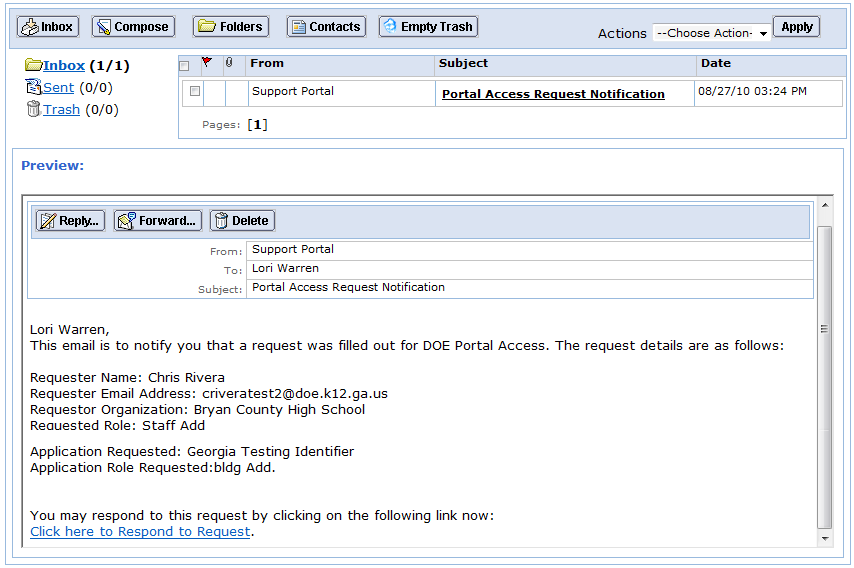 Inbox Compose Folders Contacts Empty Trash Actions --Choose Action- Apply
Inbox (1/1)
Sent (0/0)
Trash (0/0)
From Subject Date
Support Portal Portal Access Request Notification 08/27/10 03:24 PM
Pages: [1]
Preview:
Reply... Forward... Delete
From: Support Portal
To: Lori Warren
Subject: Portal Access Request Notification
Lori Warren,
This email is to notify you that a request was filled out for DOE Portal Access. The request details are as follows:
Requester Name: Chris Rivera
Requester Email Address: criveratest2@doe.k12.ga.us
Requestor Organization: Bryan County High School
Requested Role: Staff Add
Application Requested: Georgia Testing Identifier
Application Role Requested:bldg Add.
You may respond to this request by clicking on the following link now:
Click here to Respond to Request.